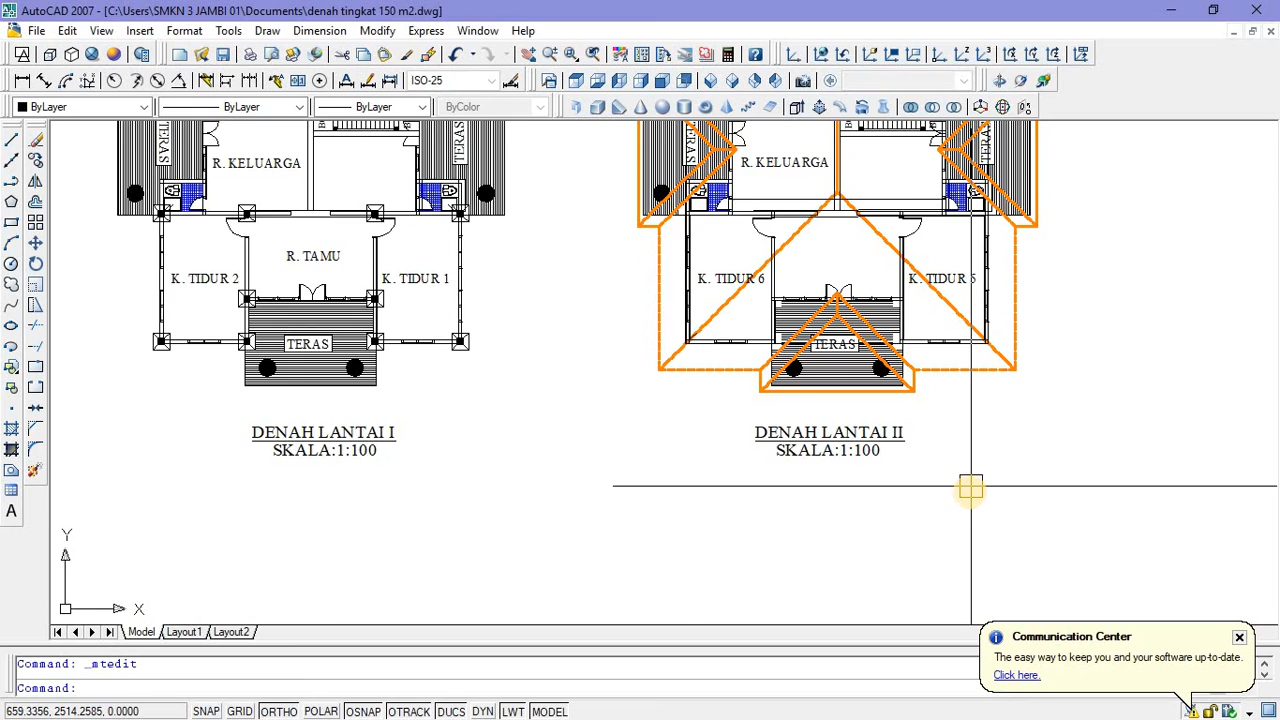 AutoCAD 2007 - [C:\Users\SMKN 3 JAMBI 01\Documents\denah tingkat 150 m2.dwg]
File Edit View Insert Format Tools Draw Dimension Modify Express Window Help
ISO-25
ByLayer ByLayer ByLayer ByColor
TERAS
TERAS
R. KELUARGA
TERAS
TERAS
R. KELUARGA
R. TAMU
K. TIDUR 2
K. TIDUR 1
TERAS
K. TIDUR 6
K. TIDUR 5
TERAS
DENAH LANTAI I
SKALA:1:100
DENAH LANTAI II
SKALA:1:100
Y
X
Model Layout1 Layout2
Communication Center
The easy way to keep you and your software up-to-date.
Click here.
Command: _mtedit
Command:
659.3356, 2514.2585, 0.0000 SNAP GRID ORTHO POLAR OSNAP OTRACK DUCS DYN LWT MODEL